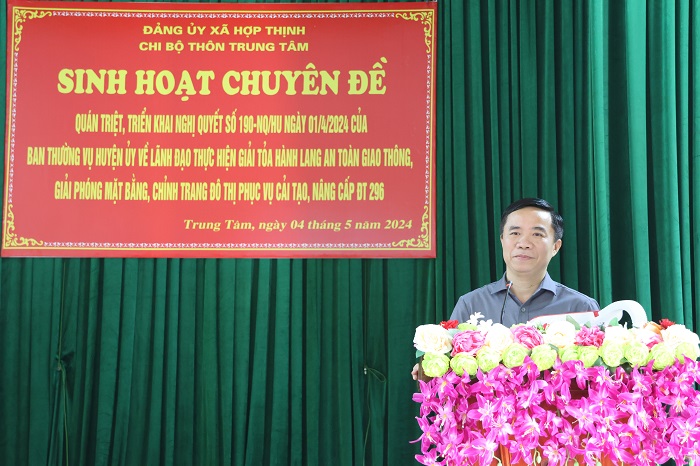 ĐẢNG ỦY XÃ HỢP THỊNH
CHI BỘ THÔN TRUNG TÂM
SINH HOẠT CHUYÊN ĐỀ
QUÁN TRIỆT, TRIỂN KHAI NGHỊ QUYẾT SỐ 190-NQ/HU NGÀY 01/4/2024 CỦA
BAN THƯỜNG VỤ HUYỆN ỦY VỀ LÃNH ĐẠO THỰC HIỆN GIẢI TỎA HÀNH LANG AN TOÀN GIAO THÔNG,
GIẢI PHÓNG MẶT BẰNG, CHỈNH TRANG ĐÔ THỊ PHỤC VỤ CẢI TẠO, NÂNG CẤP ĐT 296
Trung Tâm, ngày 04 tháng 5 năm 2024